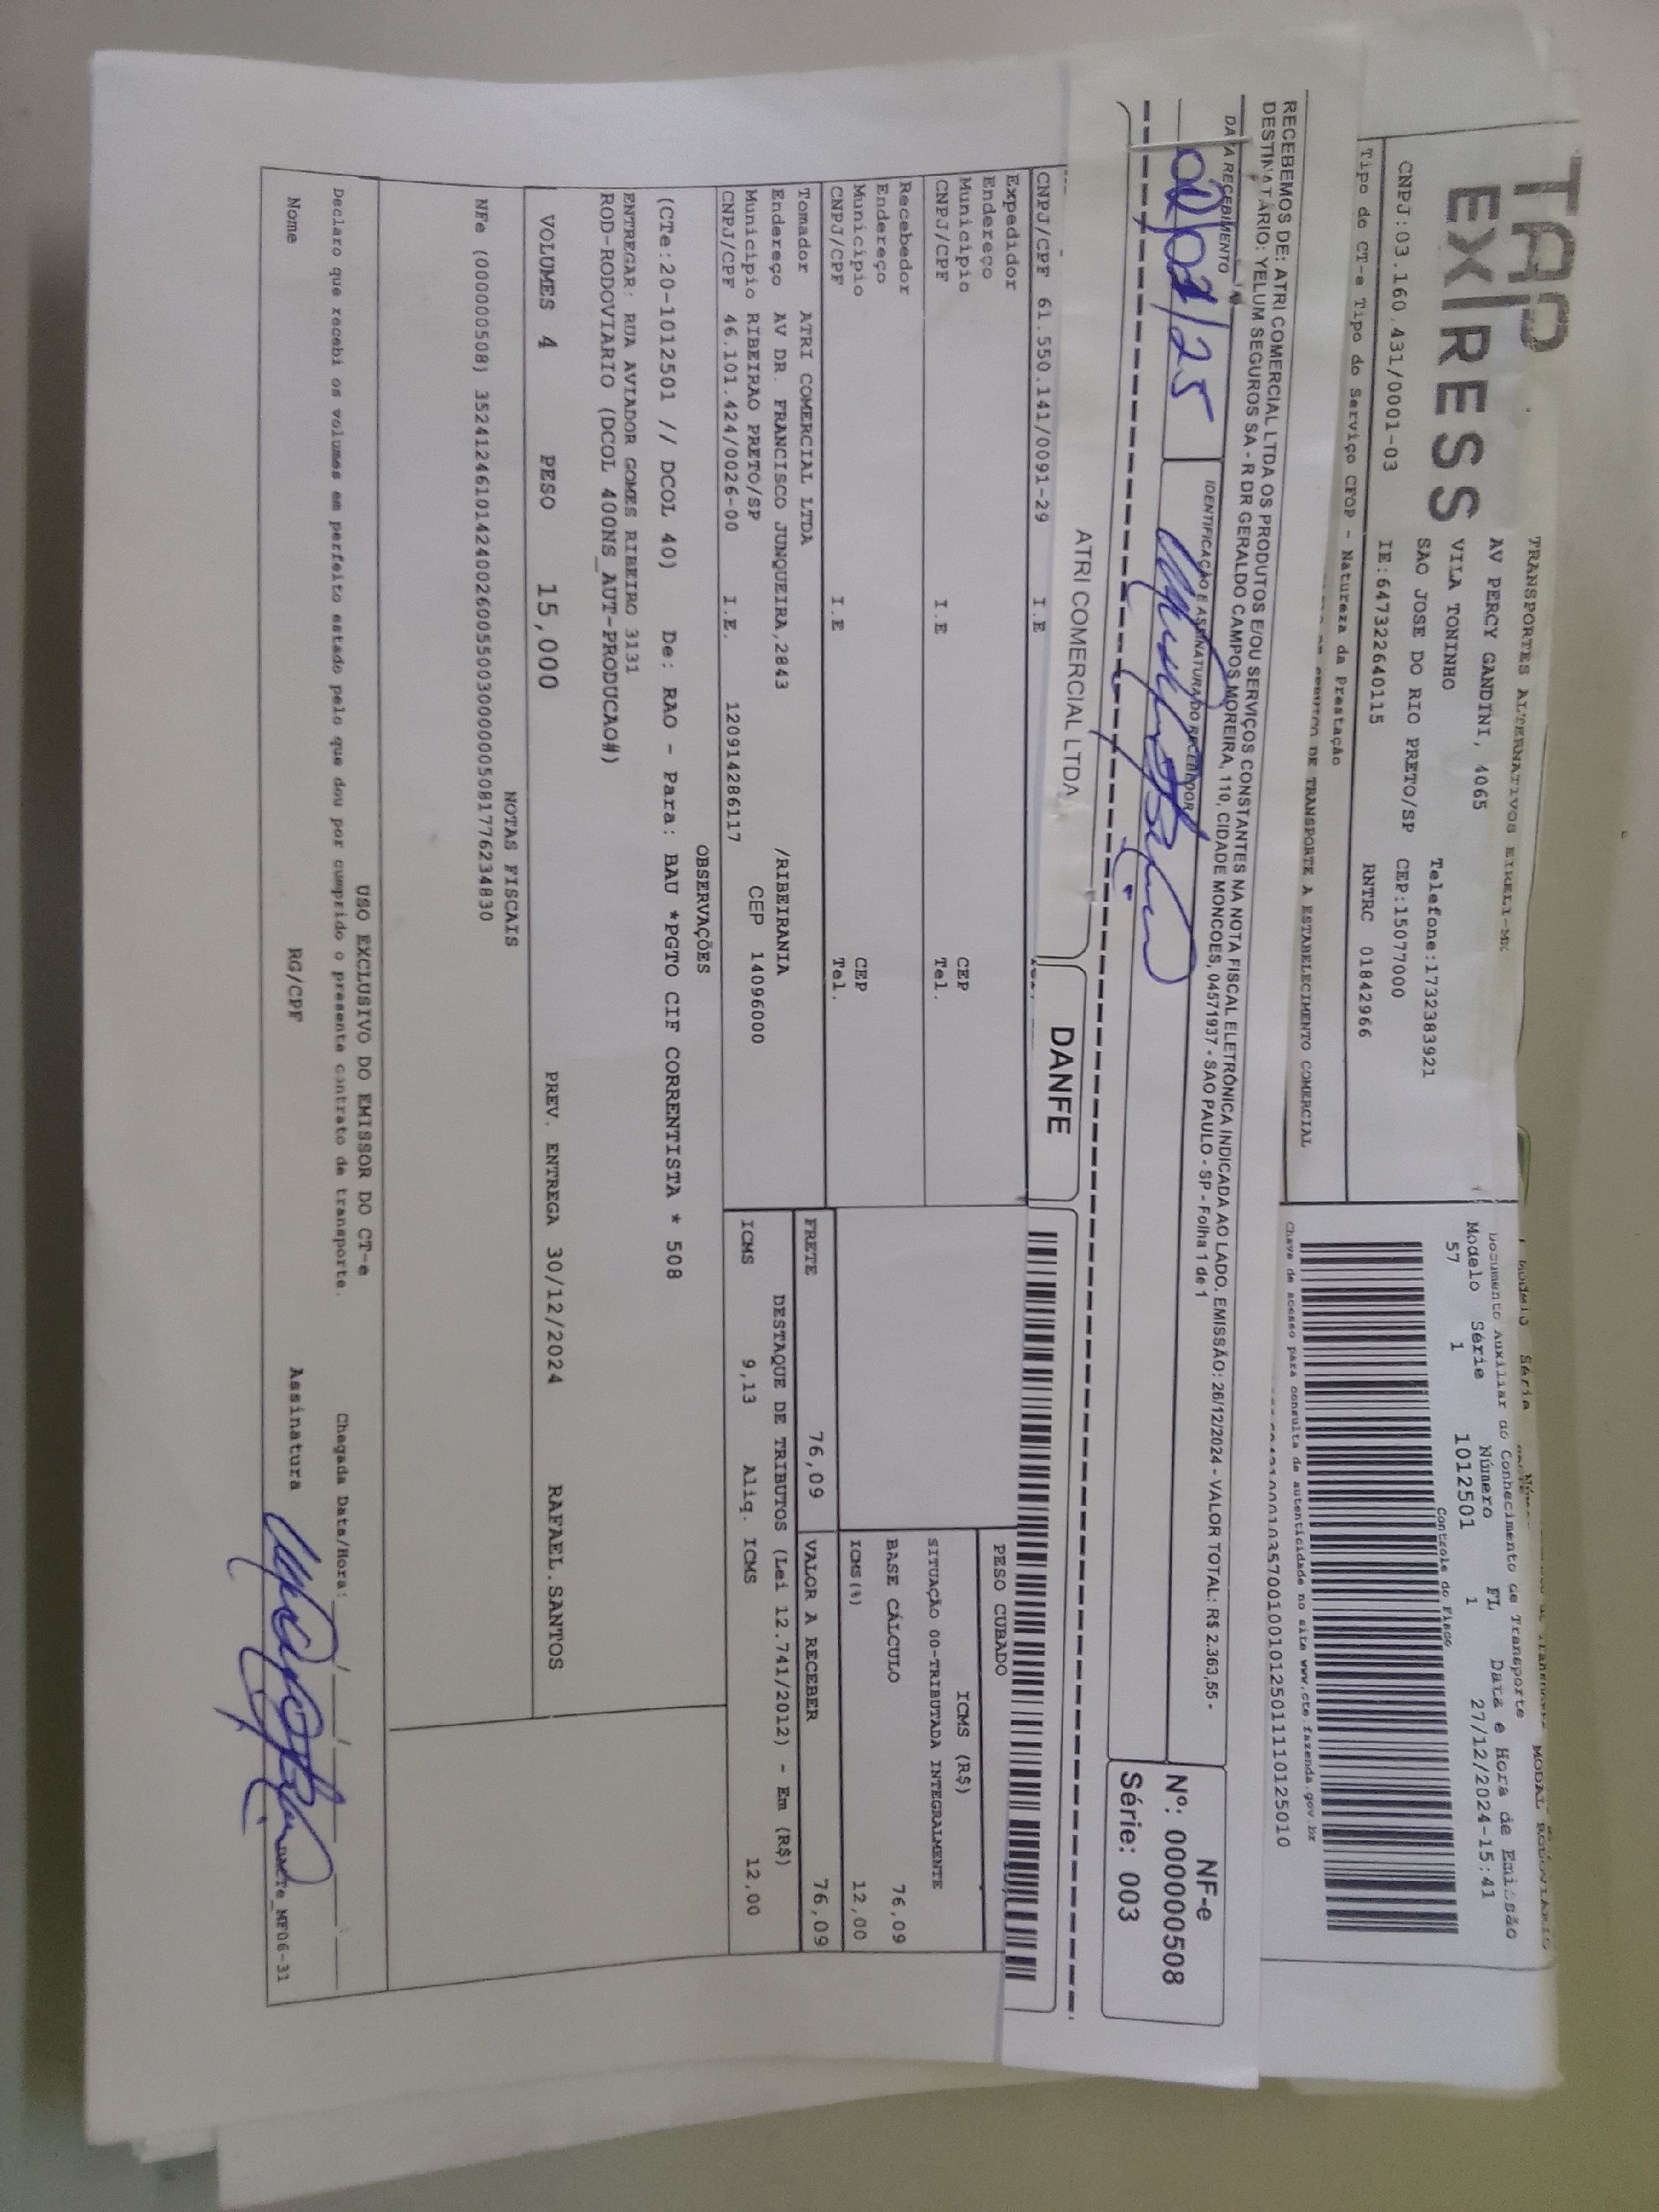 TAP
EXPRESS
CNPJ:03.160.431/0001-03
TRANSPORTES ALTERNATIVOS EIRELI-ME
AV PERCY GANDINI, 4065
VILA TONINHO
SAO JOSE DO RIO PRETO/SP
IE:647322640115
Telefone:1732383921
CEP:15077000
RNTRC 01842966
Documento Auxiliar do Conhecimento de Transporte
Modelo Série Número FL Data e Hora de Emissão
57 1 1012501 1 27/12/2024-15:41
Controle do Fisco
Chave de acesso para consulta de autenticidade no site www.cte.fazenda.gov.br
Tipo do CT-e Tipo do Serviço CFOP - Natureza da Prestação
DE TRANSPORTE A ESTABELECIMENTO COMERCIAL
RECEBEMOS DE: ATRI COMERCIAL LTDA OS PRODUTOS E/OU SERVIÇOS CONSTANTES NA NOTA FISCAL ELETRÔNICA INDICADA AO LADO. EMISSÃO: 26/12/2024 - VALOR TOTAL: R$ 2.363,55 -
DESTINATÁRIO: YELUM SEGUROS SA - R DR GERALDO CAMPOS MOREIRA, 110, CIDADE MONCOES, 04571937 - SAO PAULO - SP - Folha 1 de 1
DATA RECEBIMENTO
IDENTIFICAÇÃO E ASSINATURA DO RECEBEDOR
NF-e
Nº: 000000508
Série: 003
ATRI COMERCIAL LTDA
DANFE
CNPJ/CPF 61.550.141/0091-29 I.E
Expedidor
Endereço
Municipio CEP
CNPJ/CPF I.E Tel.
Recebedor
Endereço
Municipio CEP
CNPJ/CPF I.E Tel.
PESO CUBADO
ICMS (R$)
SITUAÇÃO 00-TRIBUTADA INTEGRALMENTE
BASE CÁLCULO 76,09
ICMS(%) 12,00
Tomador ATRI COMERCIAL LTDA
Endereço AV DR. FRANCISCO JUNQUEIRA,2843 /RIBEIRANIA
Municipio RIBEIRAO PRETO/SP CEP 14096000
CNPJ/CPF 46.101.424/0026-00 I.E. 120914286117
FRETE 76,09 VALOR A RECEBER 76,09
DESTAQUE DE TRIBUTOS (Lei 12.741/2012) - Em (R$)
ICMS 9,13 Aliq. ICMS 12,00
OBSERVAÇÕES
(CTe:20-1012501 // DCOL 40) De: RAO - Para: BAU *PGTO CIF CORRENTISTA * 508
ENTREGAR: RUA AVIADOR GOMES RIBEIRO 3131
ROD-RODOVIARIO (DCOL 400NS_AUT-PRODUCAO#)
VOLUMES 4 PESO 15,000 PREV. ENTREGA 30/12/2024 RAFAEL.SANTOS
NOTAS FISCAIS
NFe (000000508) 35241246101424002600550030000005081776234830
USO EXCLUSIVO DO EMISSOR DO CT-e
Declaro que recebi os volumes em perfeito estado pelo que dou por cumprido o presente contrato de transporte. Chegada Data/Hora:
Nome RG/CPF Assinatura